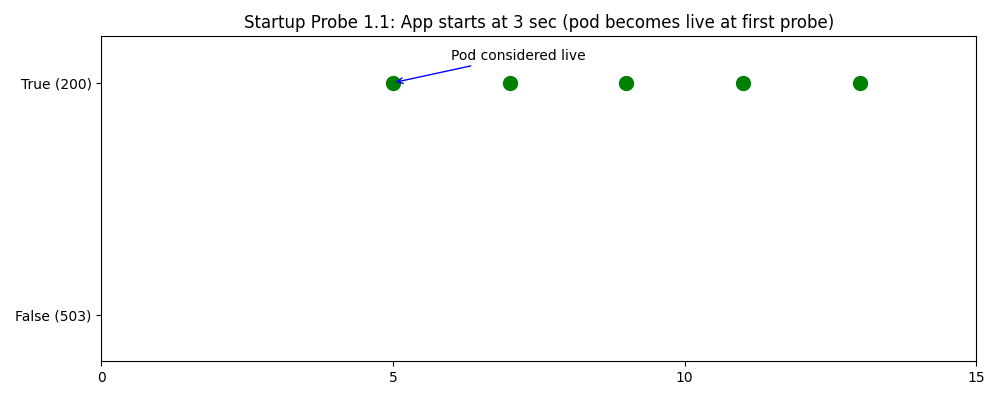 Startup Probe 1.1: App starts at 3 sec (pod becomes live at first probe)
Pod considered live
True (200)
False (503)
0 5 10 15